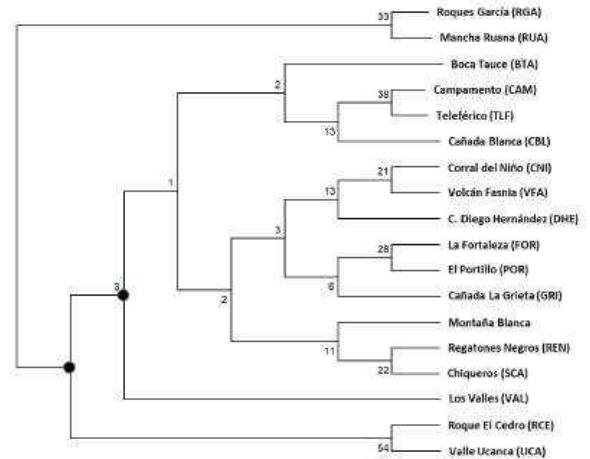 33
Roques García (RGA)
Mancha Ruana (RUA)
Boca Tauce (BTA)
2
38
Campamento (CAM)
Teleférico (TLF)
13
Cañada Blanca (CBL)
21
Corral del Niño (CNI)
1
13
Volcán Fasnia (VFA)
C. Diego Hernández (DHE)
3
28
La Fortaleza (FOR)
El Portillo (POR)
3
6
Cañada La Grieta (GRI)
2
Montaña Blanca
11
Regatones Negros (REN)
22
Chiqueros (SCA)
Los Valles (VAL)
Roque El Cedro (RCE)
54
Valle Ucanca (UCA)